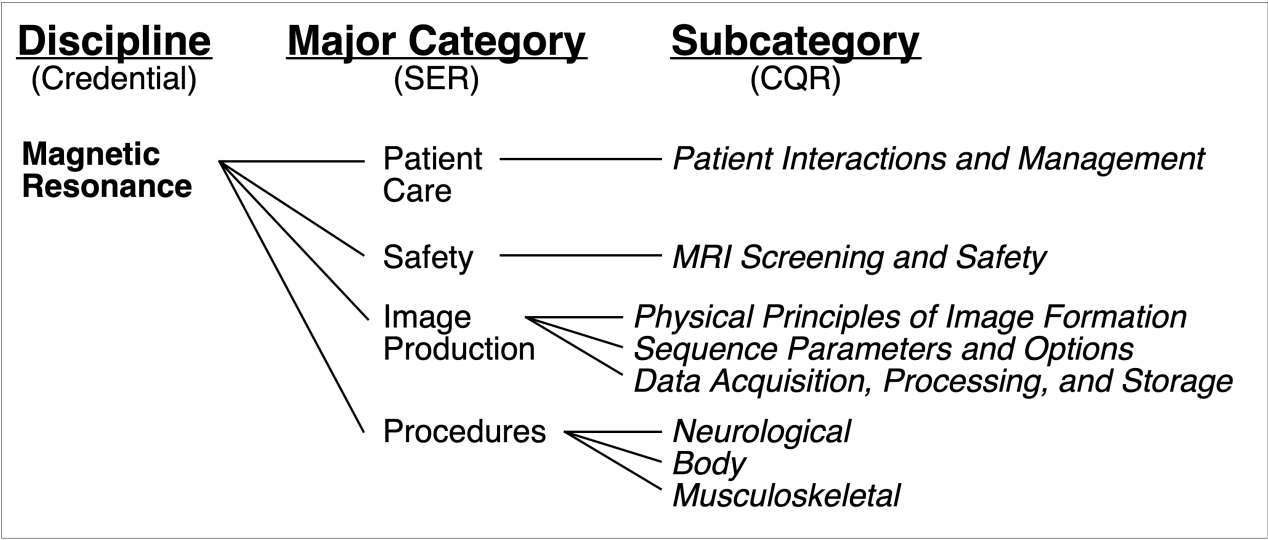 Discipline Major Category Subcategory
(Credential) (SER) (CQR)
Magnetic
Resonance
Patient
Care
Patient Interactions and Management
Safety
MRI Screening and Safety
Image
Production
Physical Principles of Image Formation
Sequence Parameters and Options
Data Acquisition, Processing, and Storage
Procedures
Neurological
Body
Musculoskeletal